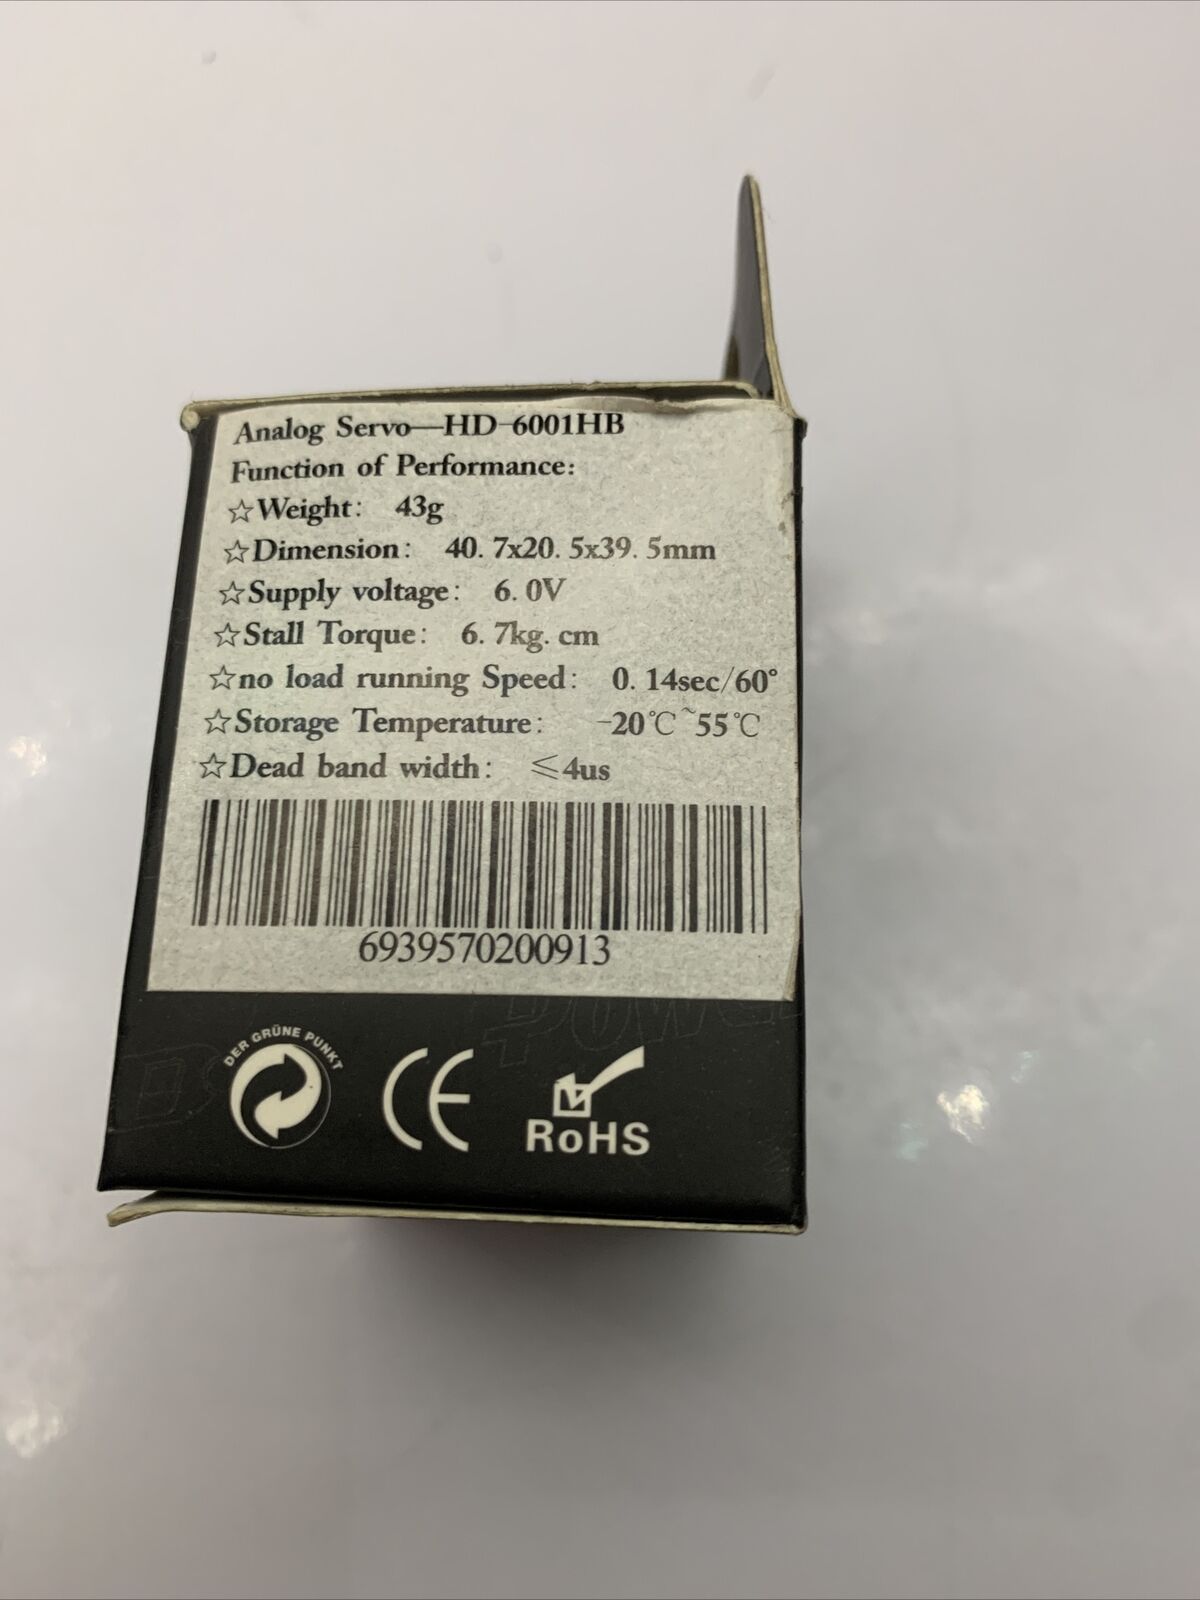 Analog Servo—HD-6001HB
Function of Performance:
☆Weight: 43g
☆Dimension: 40.7x20.5x39.5mm
☆Supply voltage: 6.0V
☆Stall Torque: 6.7kg.cm
☆no load running Speed: 0.14sec/60°
☆Storage Temperature: -20℃~55℃
☆Dead band width: ≤4us
6939570200913
Power
DER GRÜNE PUNKT
CE
RoHS